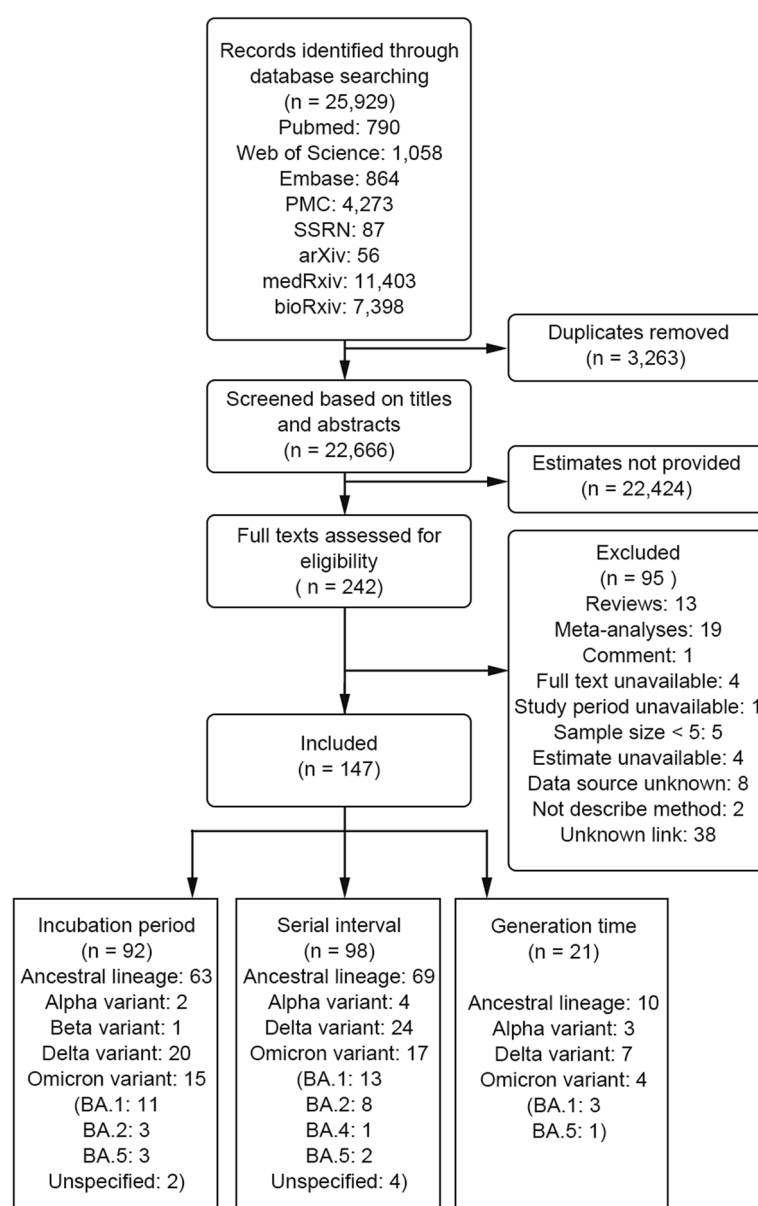 Records identified through
database searching
(n = 25,929)
Pubmed: 790
Web of Science: 1,058
Embase: 864
PMC: 4,273
SSRN: 87
arXiv: 56
medRxiv: 11,403
bioRxiv: 7,398
Duplicates removed
(n = 3,263)
Screened based on titles
and abstracts
(n = 22,666)
Estimates not provided
(n = 22,424)
Full texts assessed for
eligibility
( n = 242)
Excluded
(n = 95 )
Reviews: 13
Meta-analyses: 19
Comment: 1
Full text unavailable: 4
Study period unavailable: 1
Sample size < 5: 5
Estimate unavailable: 4
Data source unknown: 8
Not describe method: 2
Unknown link: 38
Included
(n = 147)
Incubation period
(n = 92)
Ancestral lineage: 63
Alpha variant: 2
Beta variant: 1
Delta variant: 20
Omicron variant: 15
(BA.1: 11
BA.2: 3
BA.5: 3
Unspecified: 2)
Serial interval
(n = 98)
Ancestral lineage: 69
Alpha variant: 4
Delta variant: 24
Omicron variant: 17
(BA.1: 13
BA.2: 8
BA.4: 1
BA.5: 2
Unspecified: 4)
Generation time
(n = 21)
Ancestral lineage: 10
Alpha variant: 3
Delta variant: 7
Omicron variant: 4
(BA.1: 3
BA.5: 1)